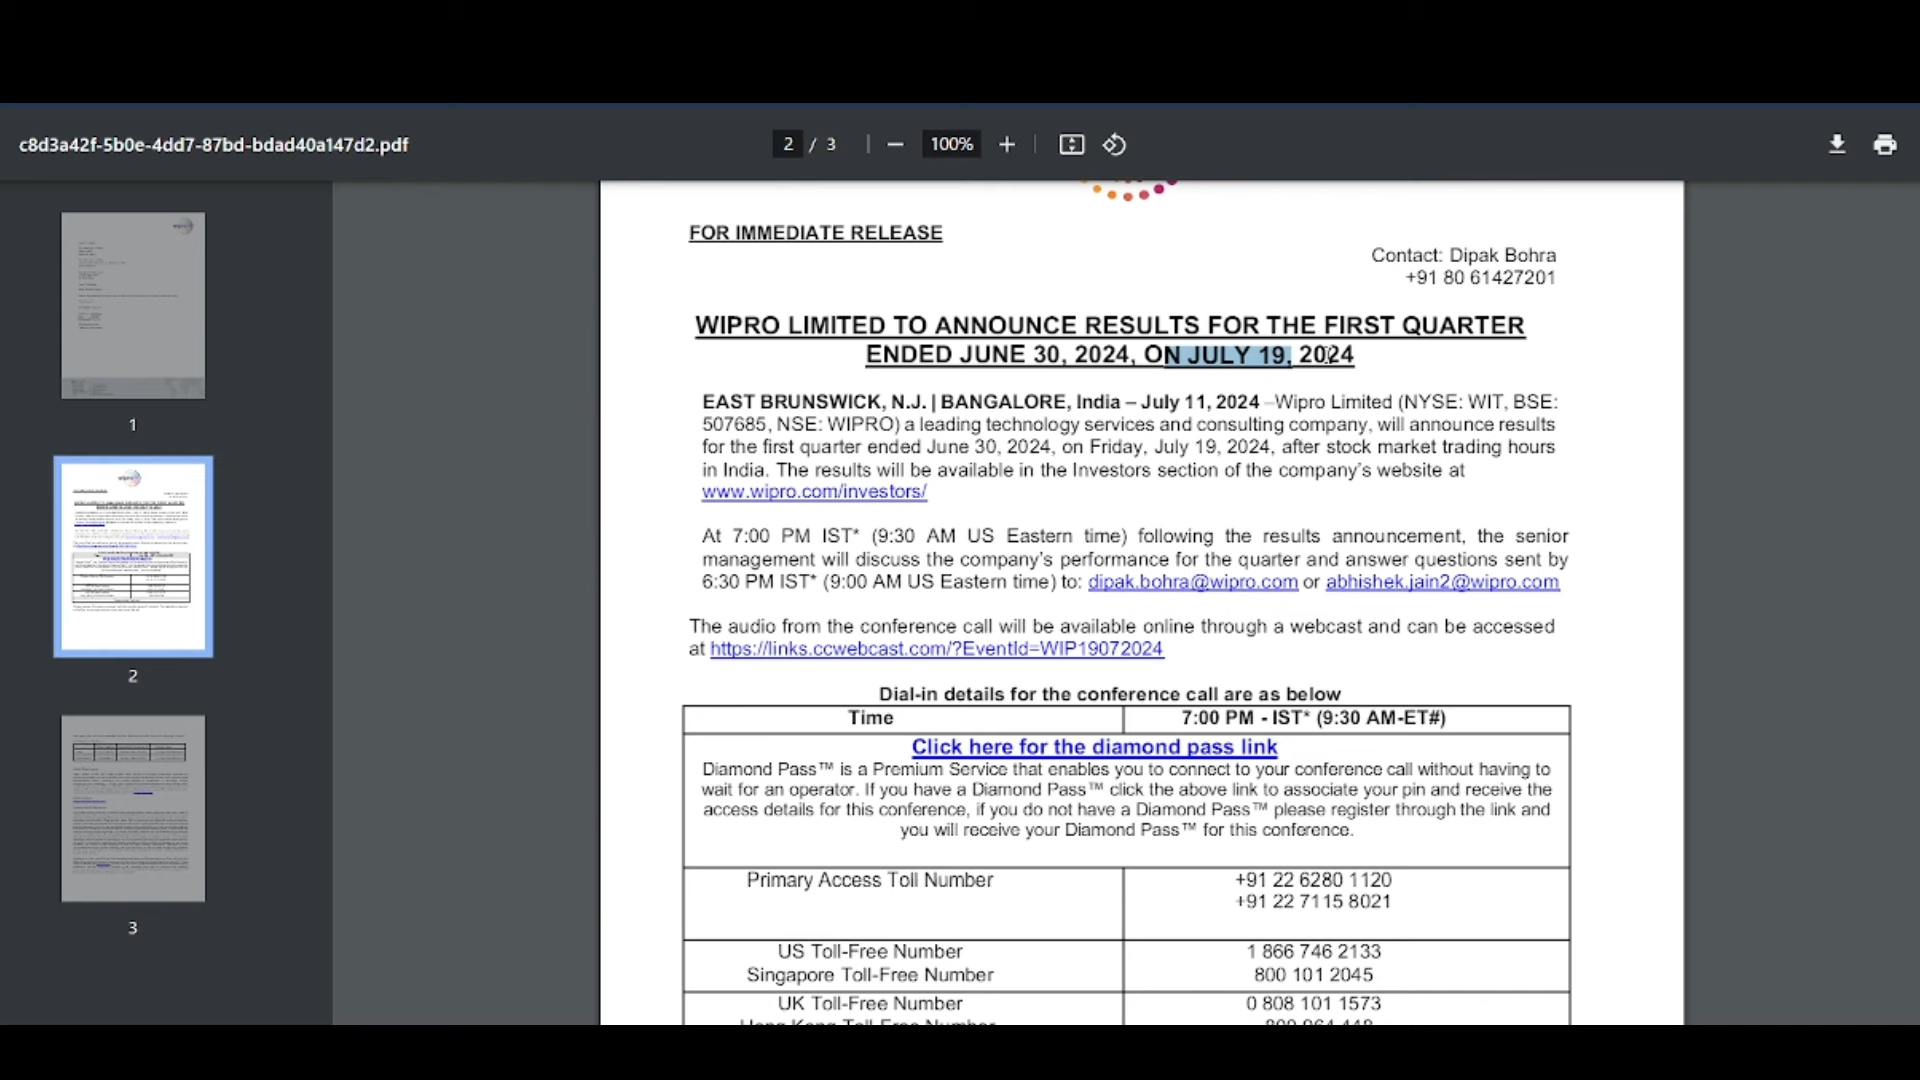 c8d3a42f-5b0e-4dd7-87bd-bdad40a147d2.pdf
2 / 3
100%
1
2
3
FOR IMMEDIATE RELEASE
Contact: Dipak Bohra
+91 80 61427201
WIPRO LIMITED TO ANNOUNCE RESULTS FOR THE FIRST QUARTER
ENDED JUNE 30, 2024, ON JULY 19, 2024
EAST BRUNSWICK, N.J. | BANGALORE, India – July 11, 2024 –Wipro Limited (NYSE: WIT, BSE:
507685, NSE: WIPRO) a leading technology services and consulting company, will announce results
for the first quarter ended June 30, 2024, on Friday, July 19, 2024, after stock market trading hours
in India. The results will be available in the Investors section of the company’s website at
www.wipro.com/investors/
At 7:00 PM IST* (9:30 AM US Eastern time) following the results announcement, the senior
management will discuss the company’s performance for the quarter and answer questions sent by
6:30 PM IST* (9:00 AM US Eastern time) to: dipak.bohra@wipro.com or abhishek.jain2@wipro.com
The audio from the conference call will be available online through a webcast and can be accessed
at https://links.ccwebcast.com/?EventId=WIP19072024
Dial-in details for the conference call are as below
Time 7:00 PM - IST* (9:30 AM-ET#)
Click here for the diamond pass link
Diamond Pass™ is a Premium Service that enables you to connect to your conference call without having to
wait for an operator. If you have a Diamond Pass™ click the above link to associate your pin and receive the
access details for this conference, if you do not have a Diamond Pass™ please register through the link and
you will receive your Diamond Pass™ for this conference.
Primary Access Toll Number +91 22 6280 1120
+91 22 7115 8021
US Toll-Free Number 1 866 746 2133
Singapore Toll-Free Number 800 101 2045
UK Toll-Free Number 0 808 101 1573